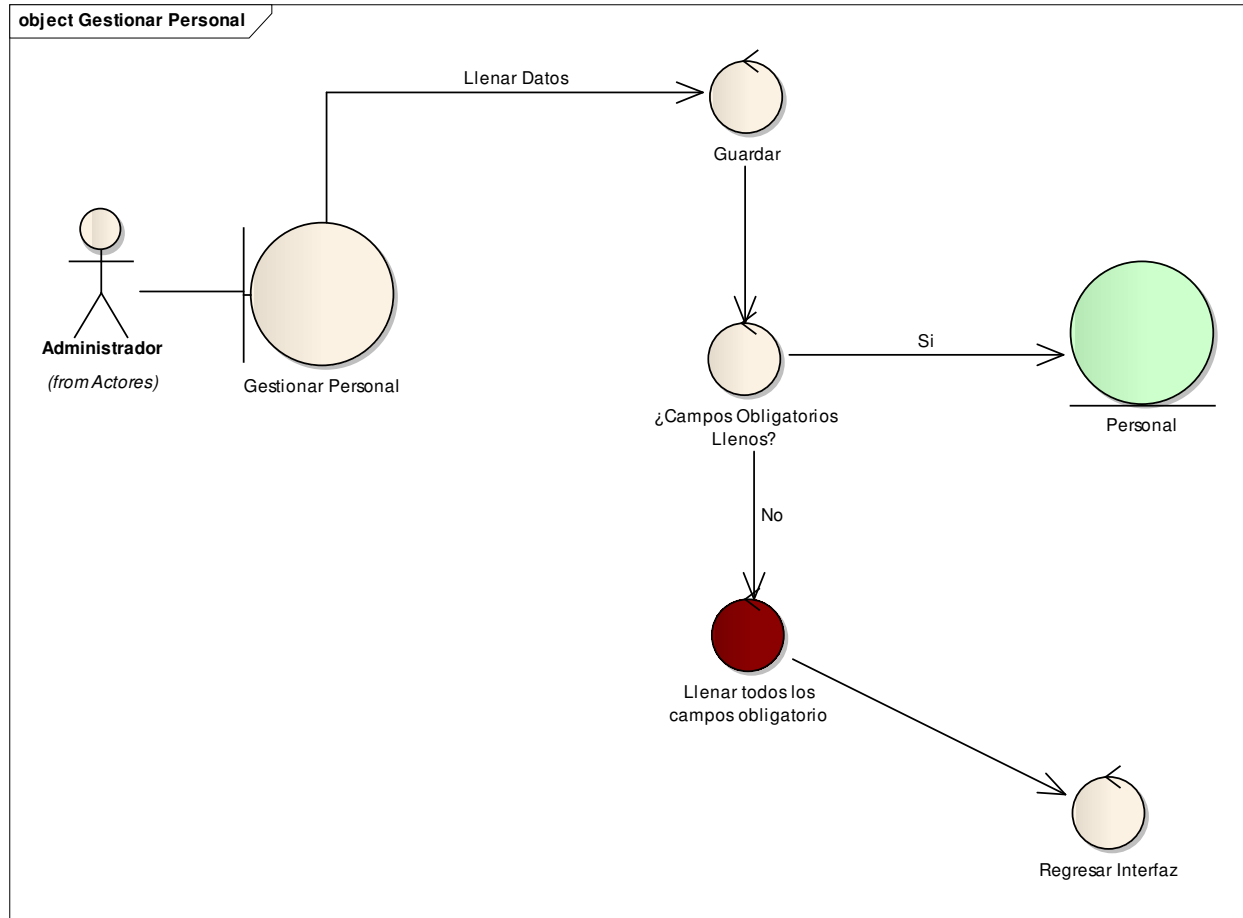 object Gestionar Personal
Llenar Datos
Guardar
Administrador
(from Actores)
Gestionar Personal
¿Campos Obligatorios
Llenos?
Si
Personal
No
Llenar todos los
campos obligatorio
Regresar Interfaz